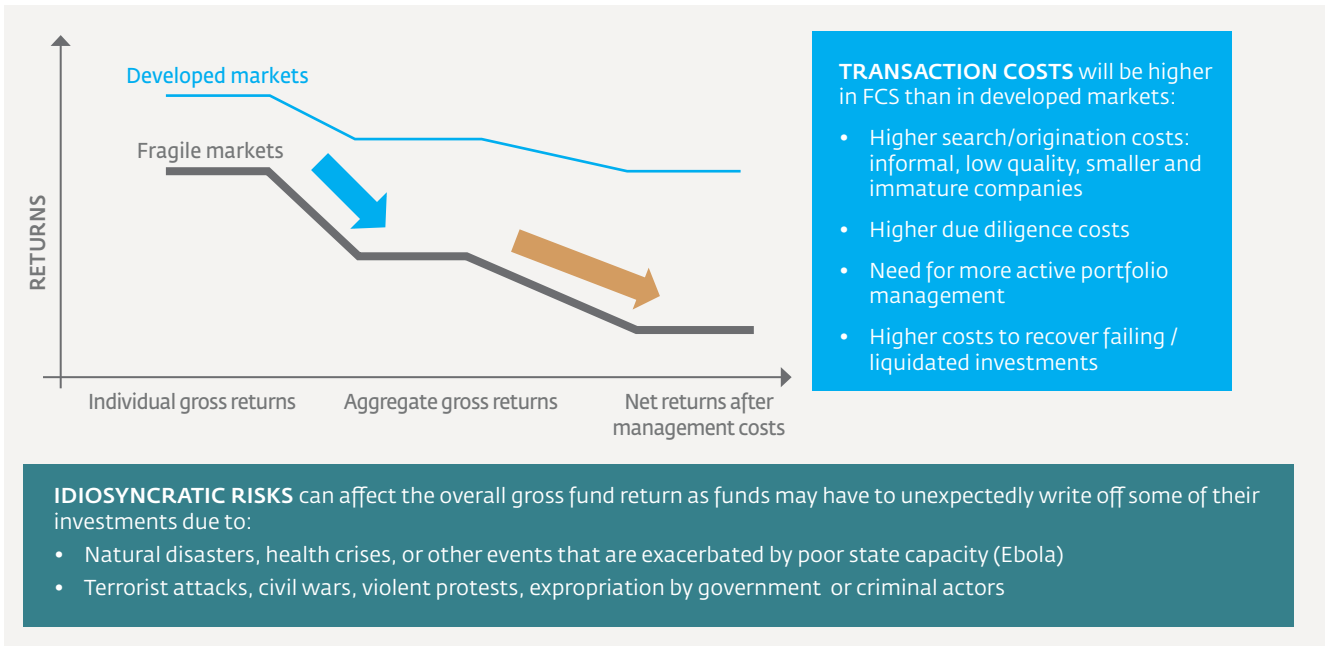 Developed markets
Fragile markets
RETURNS
Individual gross returns
Aggregate gross returns
Net returns after
management costs
TRANSACTION COSTS will be higher
in FCS than in developed markets:
• Higher search/origination costs:
informal, low quality, smaller and
immature companies
• Higher due diligence costs
• Need for more active portfolio
management
• Higher costs to recover failing /
liquidated investments
IDIOSYNCRATIC RISKS can affect the overall gross fund return as funds may have to unexpectedly write off some of their
investments due to:
• Natural disasters, health crises, or other events that are exacerbated by poor state capacity (Ebola)
• Terrorist attacks, civil wars, violent protests, expropriation by government or criminal actors